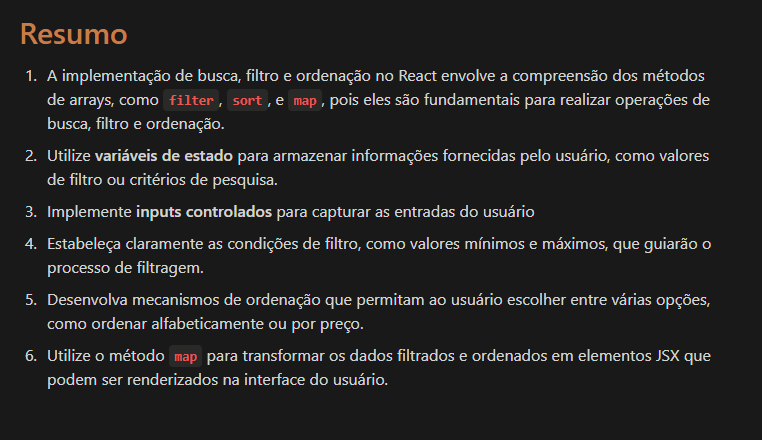 Resumo
1. A implementação de busca, filtro e ordenação no React envolve a compreensão dos métodos
de arrays, como filter, sort, e map, pois eles são fundamentais para realizar operações de
busca, filtro e ordenação.
2. Utilize variáveis de estado para armazenar informações fornecidas pelo usuário, como valores
de filtro ou critérios de pesquisa.
3. Implemente inputs controlados para capturar as entradas do usuário
4. Estabeleça claramente as condições de filtro, como valores mínimos e máximos, que guiarão o
processo de filtragem.
5. Desenvolva mecanismos de ordenação que permitam ao usuário escolher entre várias opções,
como ordenar alfabeticamente ou por preço.
6. Utilize o método map para transformar os dados filtrados e ordenados em elementos JSX que
podem ser renderizados na interface do usuário.